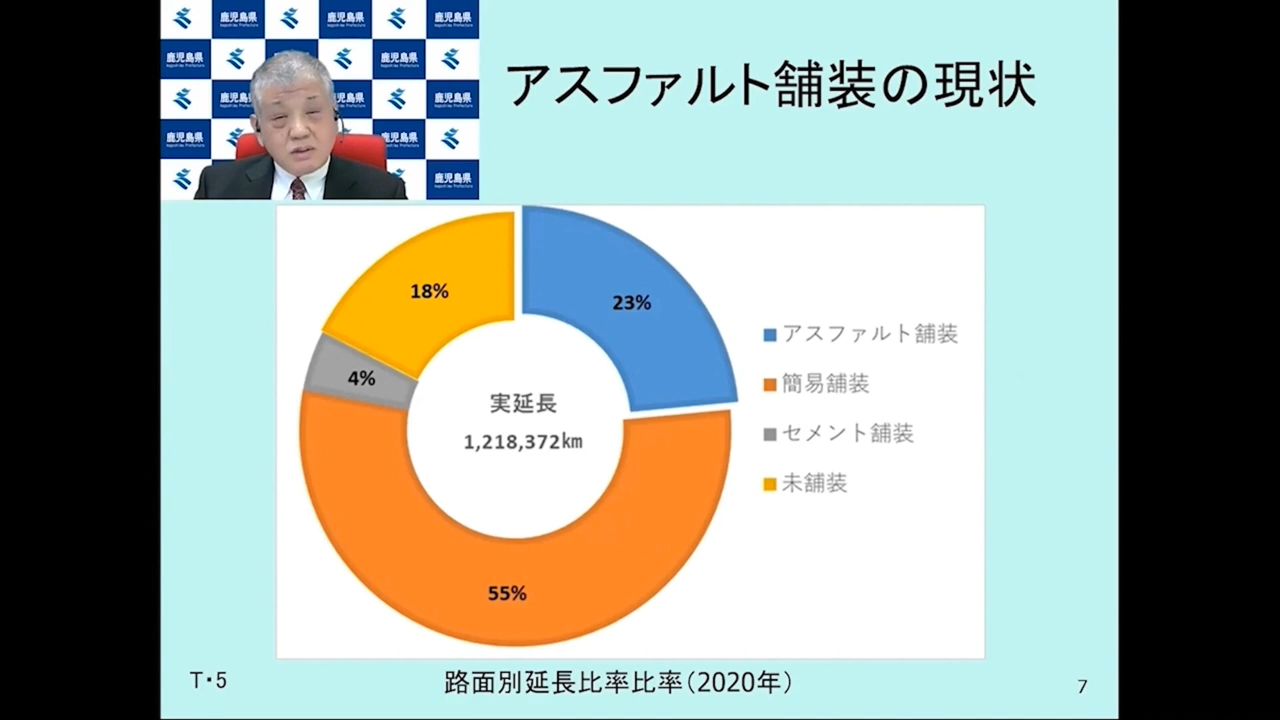 鹿児島県
Kagoshima Prefecture
アスファルト舗装の現状
18%
23%
4%
55%
実延長
1,218,372㎞
アスファルト舗装
簡易舗装
セメント舗装
未舗装
T・5
路面別延長比率比率（2020年）
7